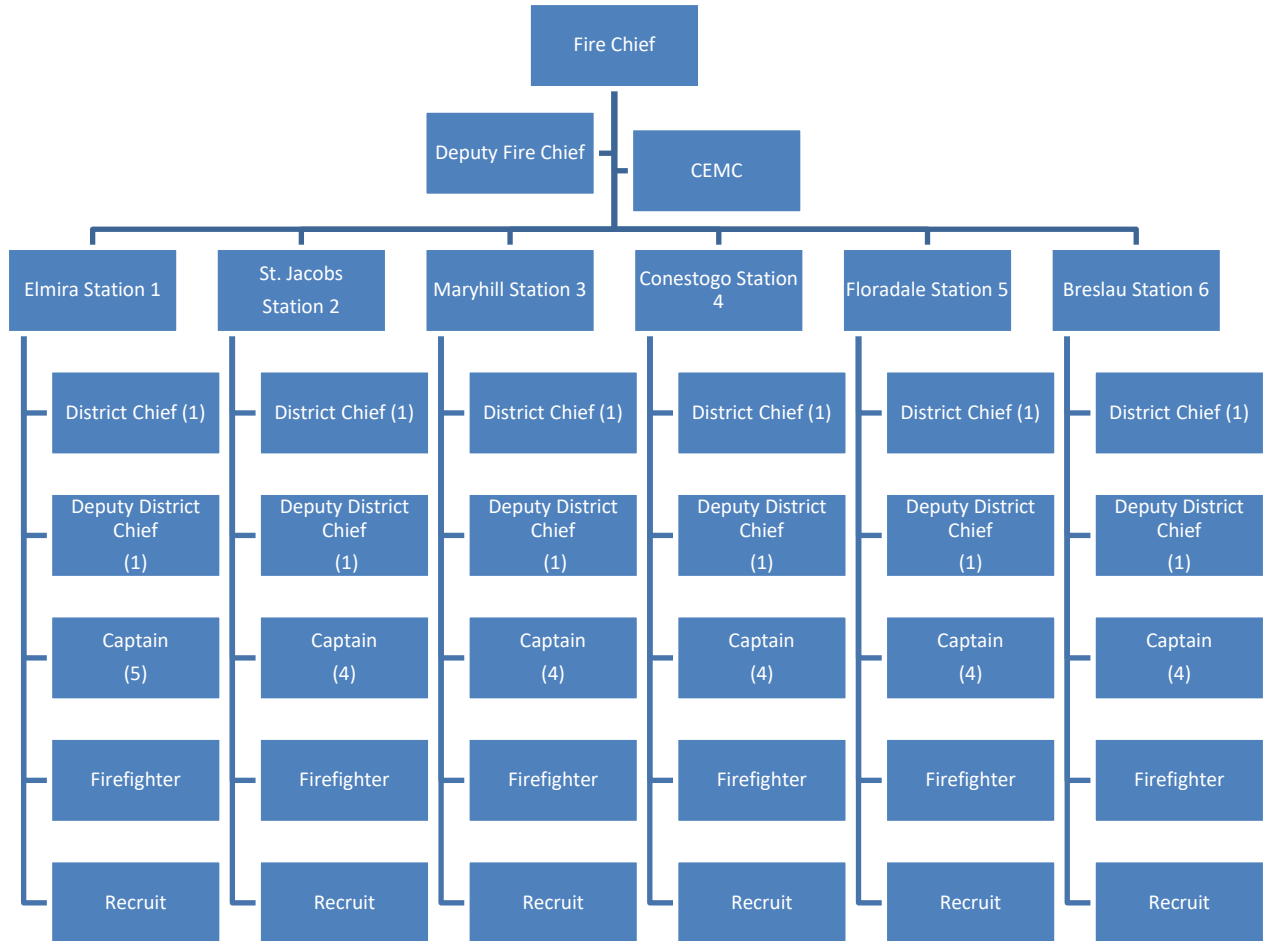 Fire Chief
Deputy Fire Chief
CEMC
Elmira Station 1
St. Jacobs
Station 2
Maryhill Station 3
Conestogo Station
4
Floradale Station 5
Breslau Station 6
District Chief (1)
District Chief (1)
District Chief (1)
District Chief (1)
District Chief (1)
District Chief (1)
Deputy District
Chief
(1)
Deputy District
Chief
(1)
Deputy District
Chief
(1)
Deputy District
Chief
(1)
Deputy District
Chief
(1)
Deputy District
Chief
(1)
Captain
(5)
Captain
(4)
Captain
(4)
Captain
(4)
Captain
(4)
Captain
(4)
Firefighter
Firefighter
Firefighter
Firefighter
Firefighter
Firefighter
Recruit
Recruit
Recruit
Recruit
Recruit
Recruit